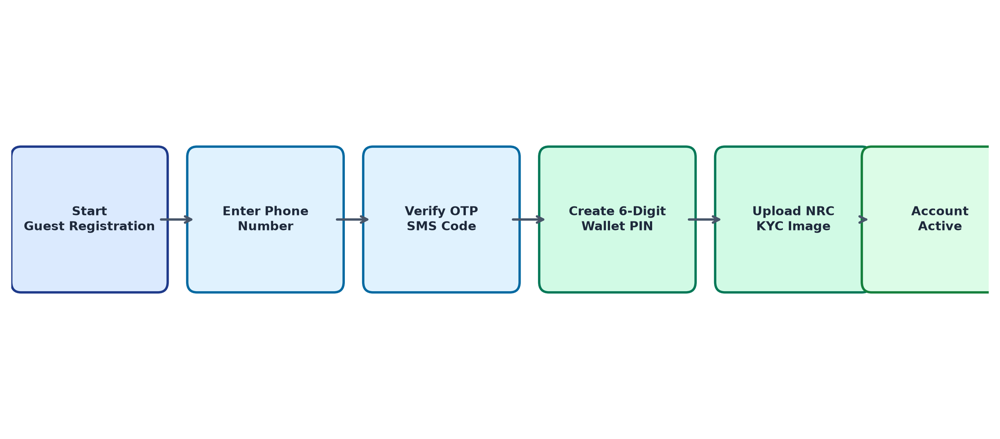 Start
Guest Registration
Enter Phone
Number
Verify OTP
SMS Code
Create 6-Digit
Wallet PIN
Upload NRC
KYC Image
Account
Active